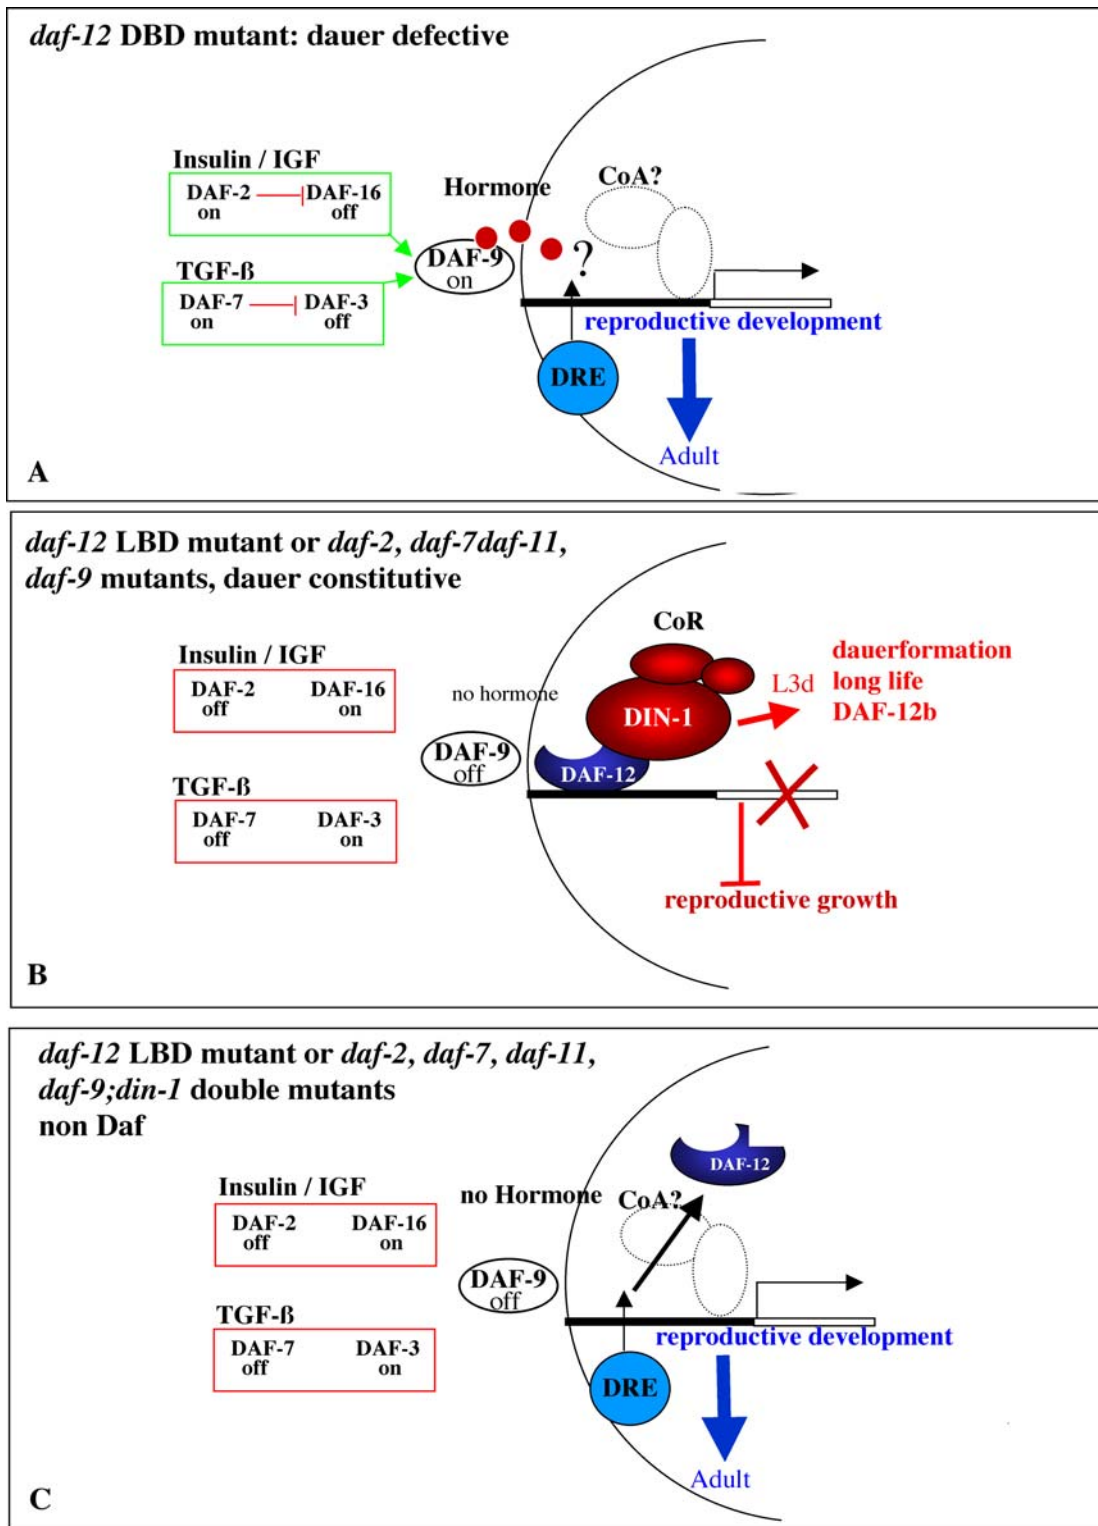 daf-12 DBD mutant: dauer defective
Insulin / IGF
DAF-2 DAF-16
on off
TGF-ß
DAF-7 DAF-3
on off
Hormone
DAF-9
on
CoA?
?
reproductive development
DRE
Adult
A
daf-12 LBD mutant or daf-2, daf-7daf-11,
daf-9 mutants, dauer constitutive
Insulin / IGF
DAF-2 DAF-16
off on
TGF-ß
DAF-7 DAF-3
off on
no hormone
DAF-9
off
CoR
DIN-1
DAF-12
L3d
dauerformation
long life
DAF-12b
reproductive growth
B
daf-12 LBD mutant or daf-2, daf-7, daf-11,
daf-9;din-1 double mutants
non Daf
Insulin / IGF
DAF-2 DAF-16
off on
TGF-ß
DAF-7 DAF-3
off on
no Hormone
DAF-9
off
CoA?
DAF-12
reproductive development
DRE
Adult
C